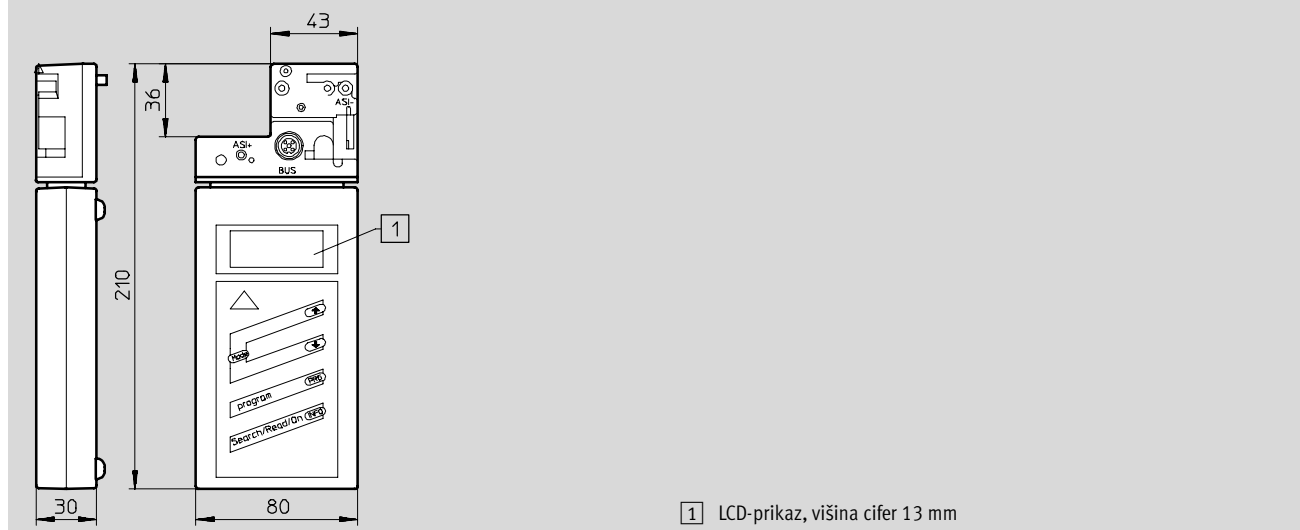 43
36
ASI-
ASI+
BUS
1
210
Mode
PRG
program
Search/Read/On INFO
30
80
1 LCD-prikaz, višina cifer 13 mm